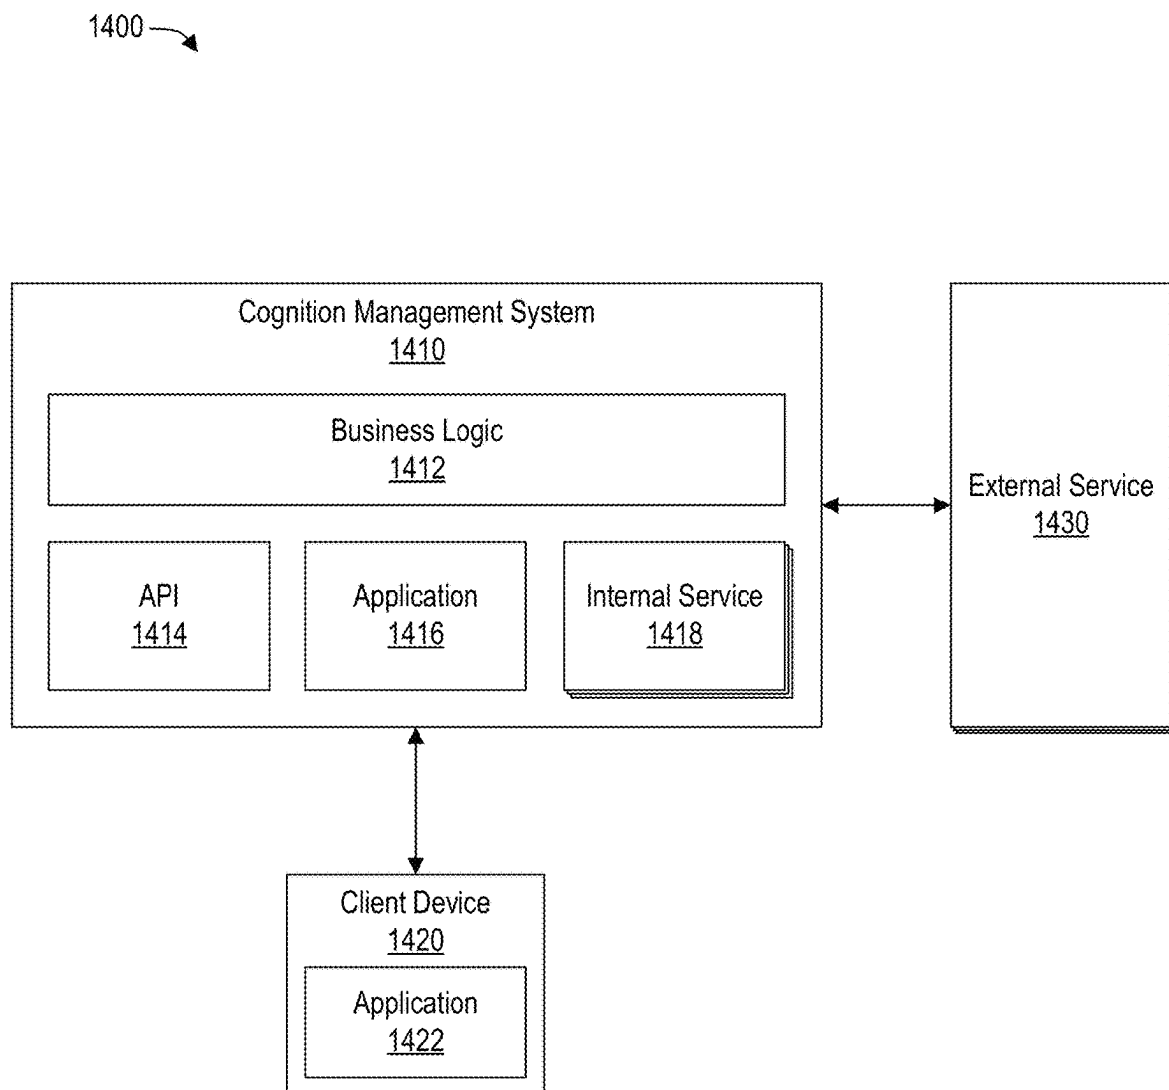 1400
Cognition Management System
1410
Business Logic
1412
External Service
1430
API
1414
Application
1416
Internal Service
1418
Client Device
1420
Application
1422